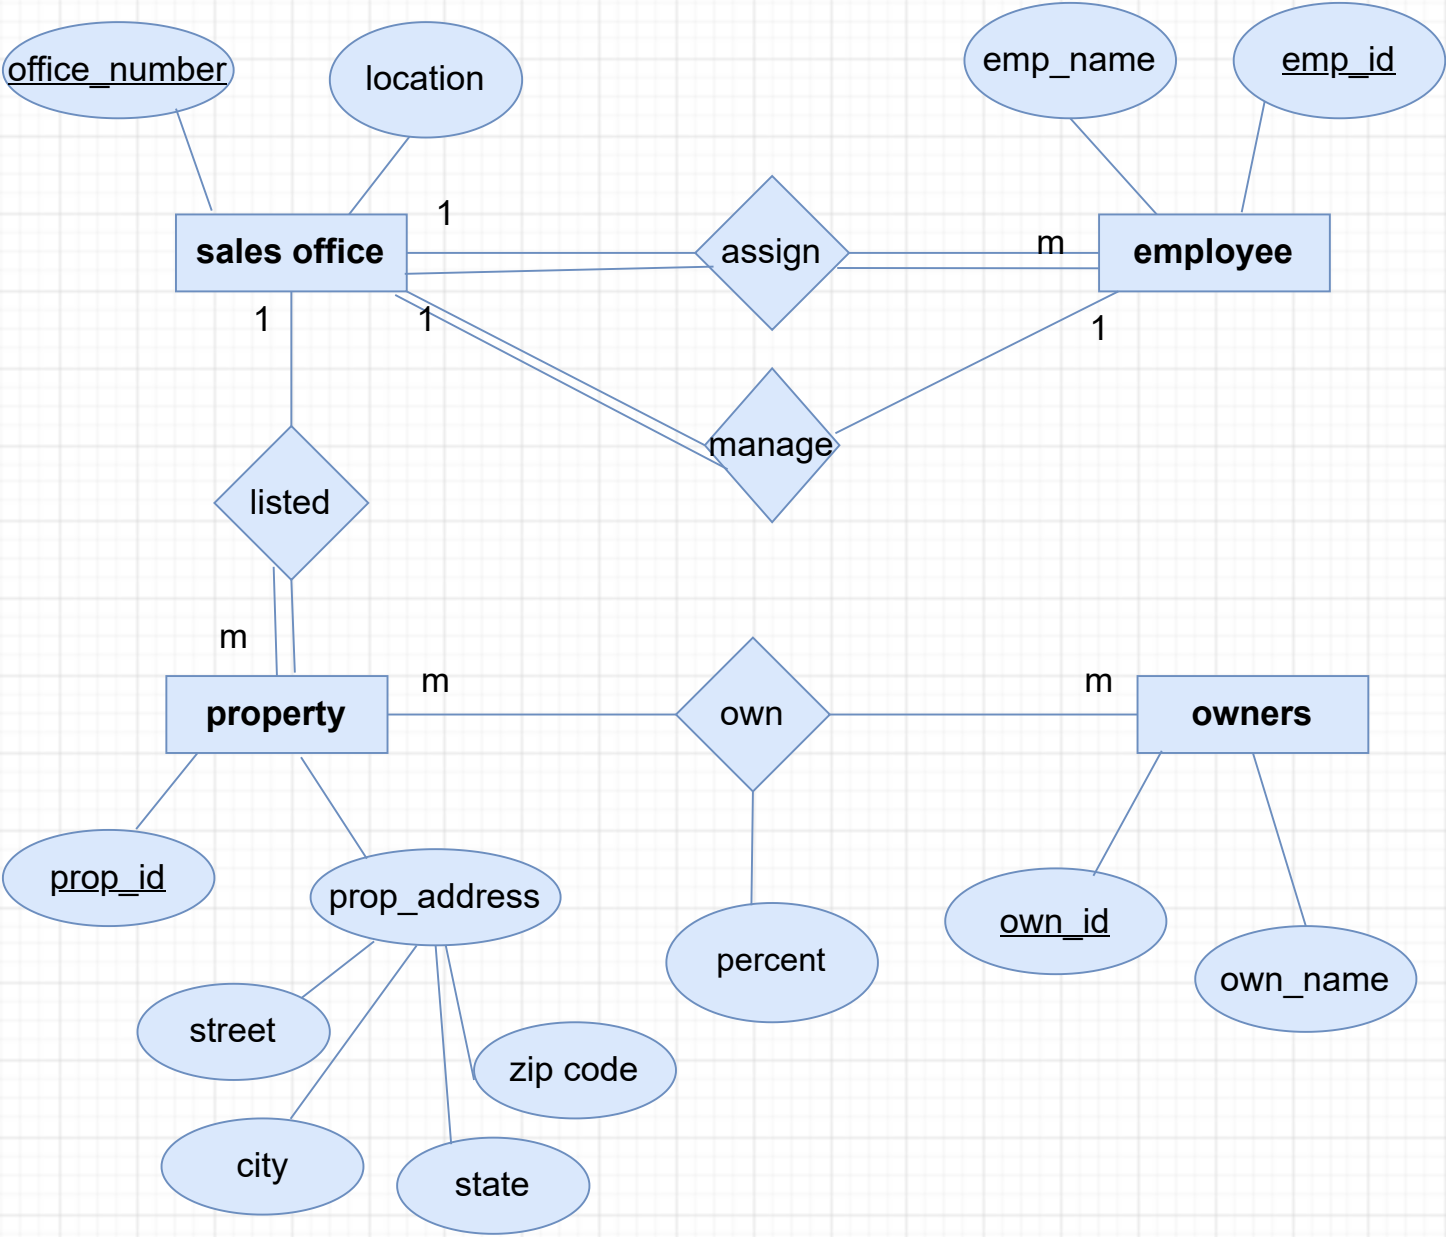 office_number
location
emp_name
emp_id
1
sales office
assign
m
employee
1
1
1
manage
listed
m
m
m
property
own
owners
prop_id
prop_address
percent
own_id
own_name
street
zip code
city
state